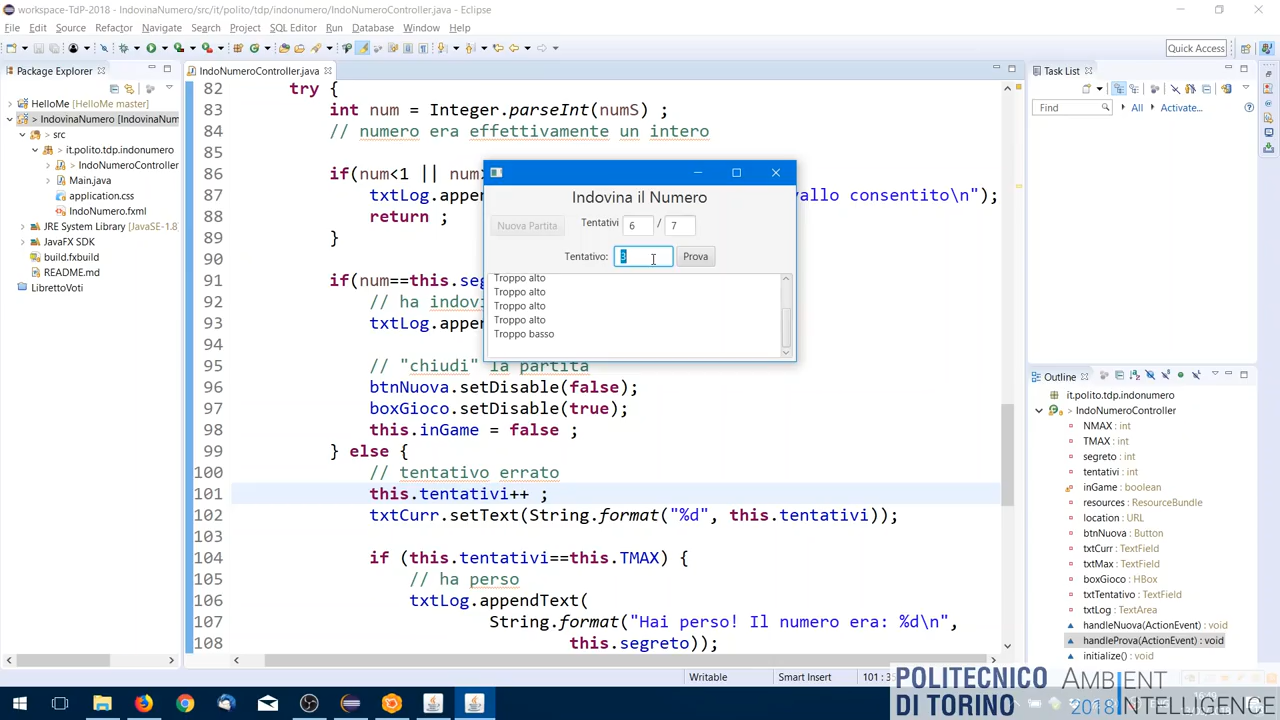 workspace-TdP-2018 - IndovinaNumero/src/it/polito/tdp/indonumero/IndoNumeroController.java - Eclipse
File Edit Source Refactor Navigate Search Project SQL Editor Run Database Window Help
Quick Access
Package Explorer
HelloMe [HelloMe master]
IndovinaNumero [IndovinaNum
src
it.polito.tdp.indonumero
IndoNumeroController
Main.java
application.css
IndoNumero.fxml
JRE System Library [JavaSE-1.8
JavaFX SDK
build.fxbuild
README.md
LibrettoVoti
IndoNumeroController.java
82 try {
83 int num = Integer.parseInt(numS) ;
84 // numero era effettivamente un intero
85
86 if(num<1 || num>
87 txtLog.appen vallo consentito\n");
88 return ;
89 }
90
91 if(num==this.seg
92 // ha indovi
93 txtLog.appen
94
95 // "chiudi" la partita
96 btnNuova.setDisable(false);
97 boxGioco.setDisable(true);
98 this.inGame = false ;
99 } else {
100 // tentativo errato
101 this.tentativi++ ;
102 txtCurr.setText(String.format("%d", this.tentativi));
103
104 if (this.tentativi==this.TMAX) {
105 // ha perso
106 txtLog.appendText(
107 String.format("Hai perso! Il numero era: %d\n",
108 this.segreto));
Indovina il Numero
Nuova Partita Tentativi 6 / 7
Tentativo: 3 Prova
Troppo alto
Troppo alto
Troppo alto
Troppo alto
Troppo basso
Task List
Find All Activate...
Outline
it.polito.tdp.indonumero
IndoNumeroController
NMAX : int
TMAX : int
segreto : int
tentativi : int
inGame : boolean
resources : ResourceBundle
location : URL
btnNuova : Button
txtCurr : TextField
txtMax : TextField
boxGioco : HBox
txtTentativo : TextField
txtLog : TextArea
handleNuova(ActionEvent) : void
handleProva(ActionEvent) : void
initialize() : void
Writable Smart Insert 101 : 3
POLITECNICO
DI TORINO
AMBIENT
2018 INTELLIGENCE